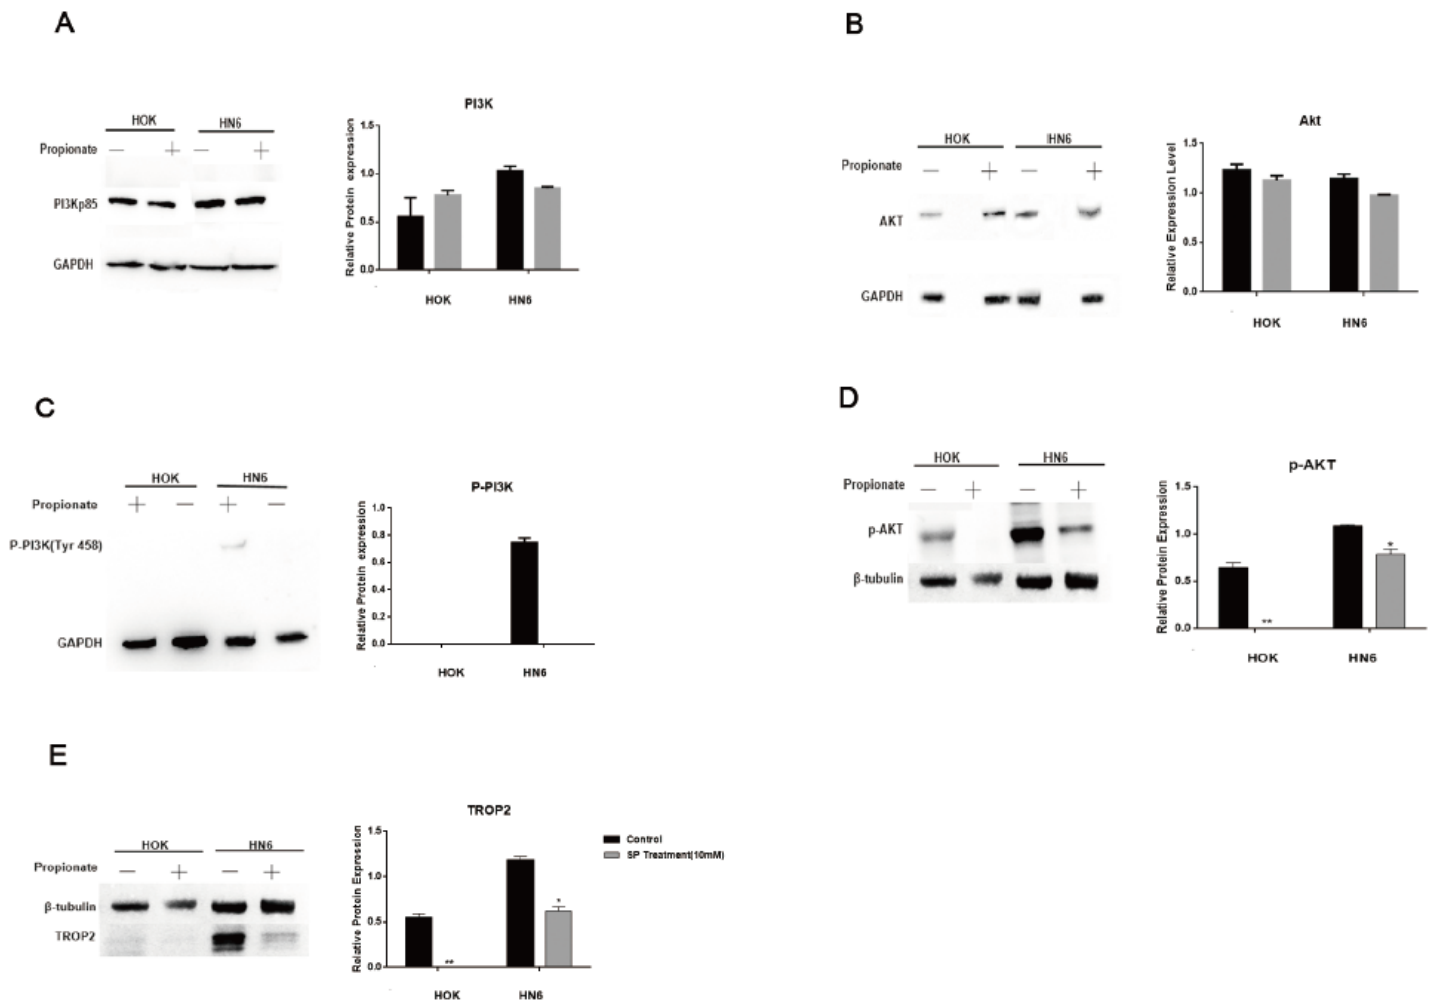 A
HOK HN6
Propionate — + — +
PI3Kp85
GAPDH
PI3K
Relative Protein expression
1.5
1.0
0.5
0.0
HOK HN6
B
HOK HN6
Propionate — + — +
AKT
GAPDH
Akt
Relative Expression Level
1.5
1.0
0.5
0.0
HOK HN6
C
HOK HN6
Propionate + — + —
P-PI3K(Tyr 458)
GAPDH
P-PI3K
Relative Protein expression
1.0
0.8
0.6
0.4
0.2
0.0
HOK HN6
D
HOK HN6
Propionate — + — +
p-AKT
β-tubulin
p-AKT
Relative Protein Expression
1.5
1.0
0.5
0.0
**
*
HOK HN6
E
HOK HN6
Propionate — + — +
β-tubulin
TROP2
TROP2
Relative Protein Expression
1.5
1.0
0.5
0.0
**
*
HOK HN6
Control
SP Treatment(10mM)